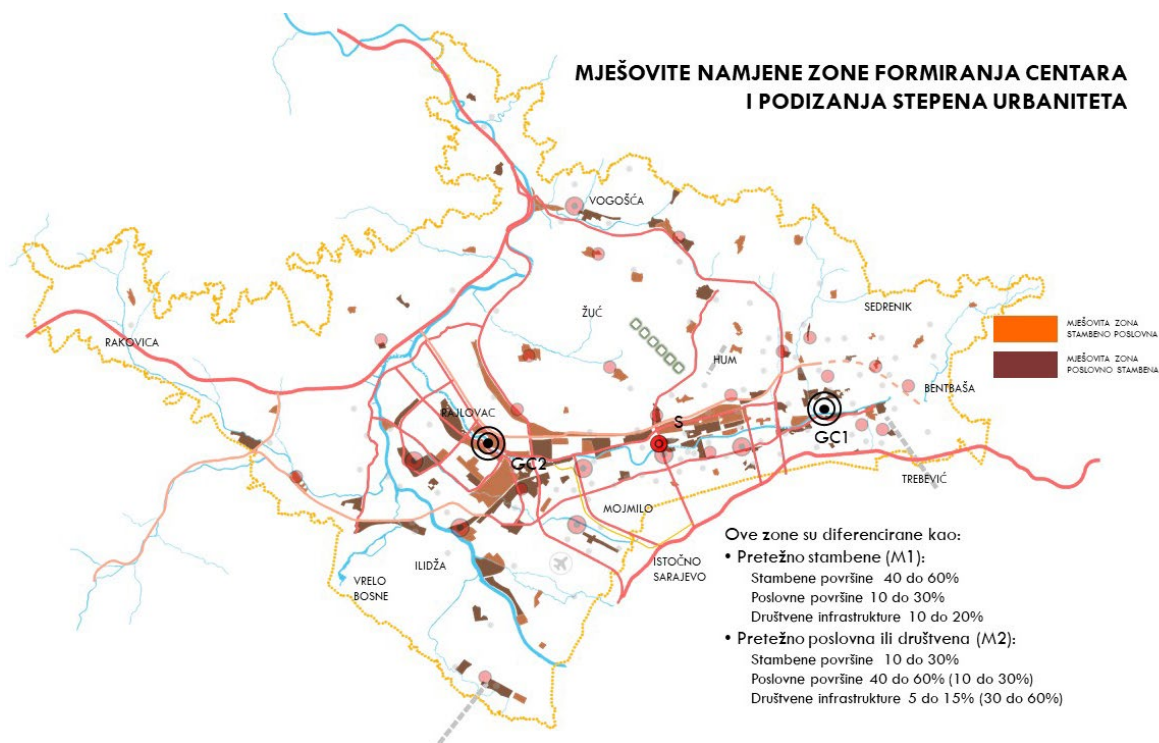 MJEŠOVITE NAMJENE ZONE FORMIRANJA CENTARA
I PODIZANJA STEPENA URBANITETA
VOGOŠĆA
SEDRENIK
ŽUČ
RAKOVICA
HUM
MJEŠOVITA ZONA
STAMBENO POSLOVNA
MJEŠOVITA ZONA
POSLOVNO STAMBENA
BENTBAŠA
RAJLOVAC
S
GC1
GC2
TREBEVIĆ
MOJMILO
ILIDŽA
ISTOČNO
SARAJEVO
VRELO
BOSNE
Ove zone su diferencirane kao:
• Pretežno stambene (M1):
Stambene površine 40 do 60%
Poslovne površine 10 do 30%
Društvene infrastrukture 10 do 20%
• Pretežno poslovna ili društvena (M2):
Stambene površine 10 do 30%
Poslovne površine 40 do 60% (10 do 30%)
Društvene infrastrukture 5 do 15% (30 do 60%)